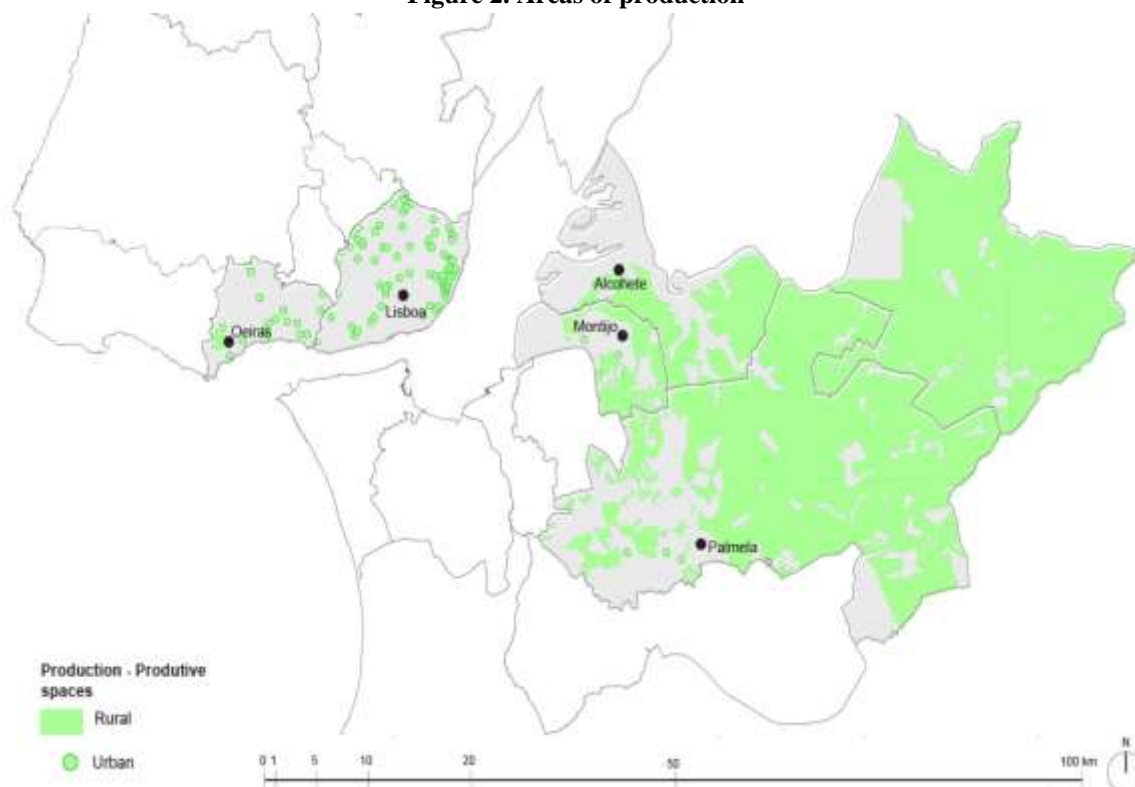 Figure 2. Areas of production
Alcohete
Lisboa
Montijo
Oeiras
Palmela
Production - Produtive
spaces
Rural
Urban
0 1 5 10 20 50 100 km
N